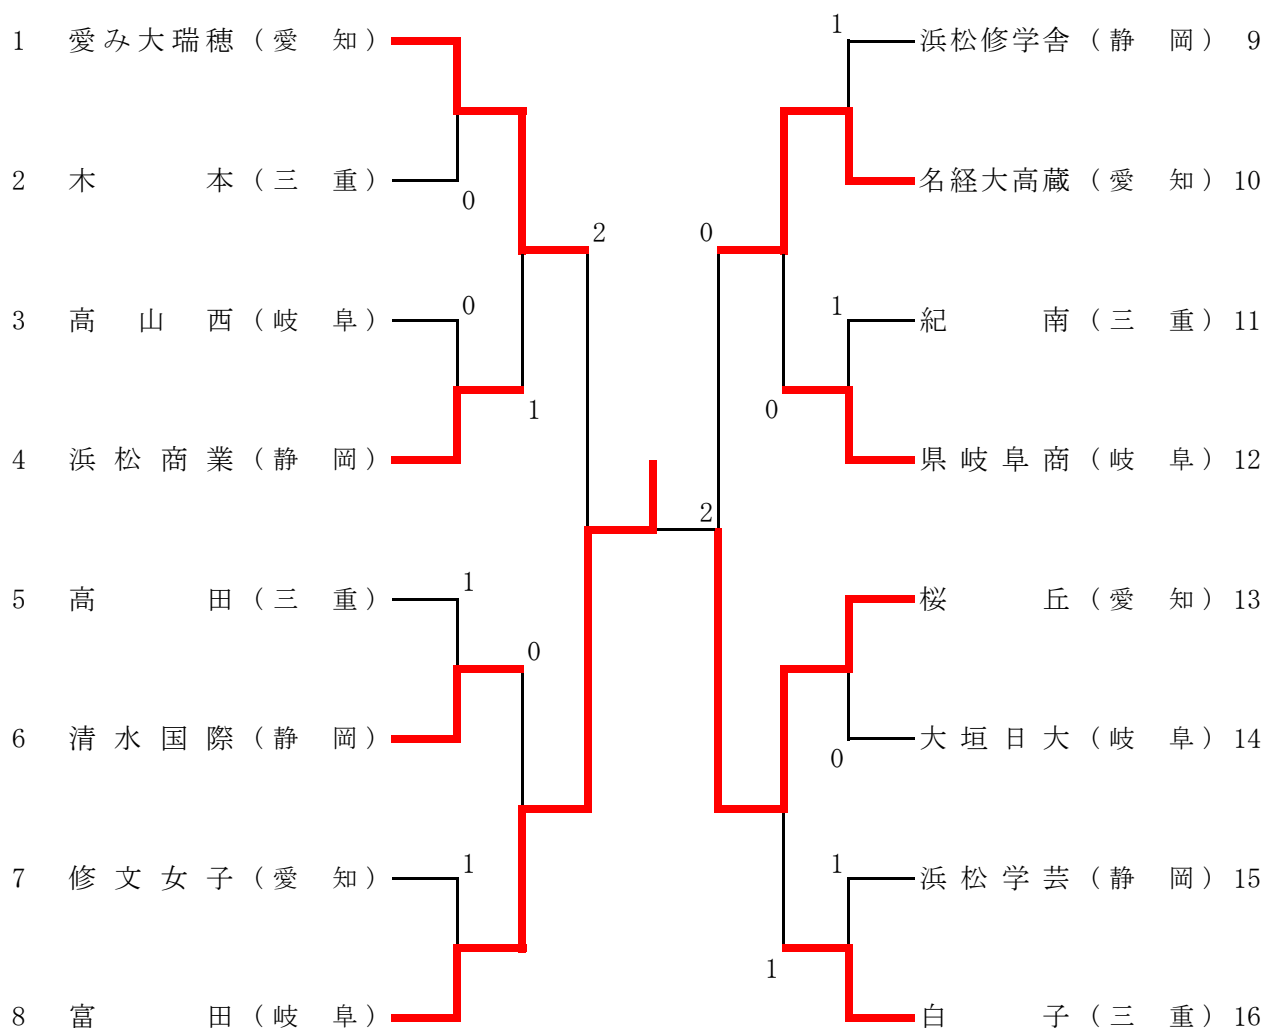 1 愛み大瑞穂（愛 知）
2 木 本（三 重）
3 高 山 西（岐 阜）
4 浜 松 商 業（静 岡）
5 高 田（三 重）
6 清 水 国 際（静 岡）
7 修 文 女 子（愛 知）
8 富 田（岐 阜）
0
0
1
2
1
0
1
0
2
1
1
0
0
1
1
浜松修学舎（静 岡） 9
名経大高蔵（愛 知） 10
紀 南（三 重） 11
県岐阜商（岐 阜） 12
桜 丘（愛 知） 13
大垣日大（岐 阜） 14
浜松学芸（静 岡） 15
白 子（三 重） 16